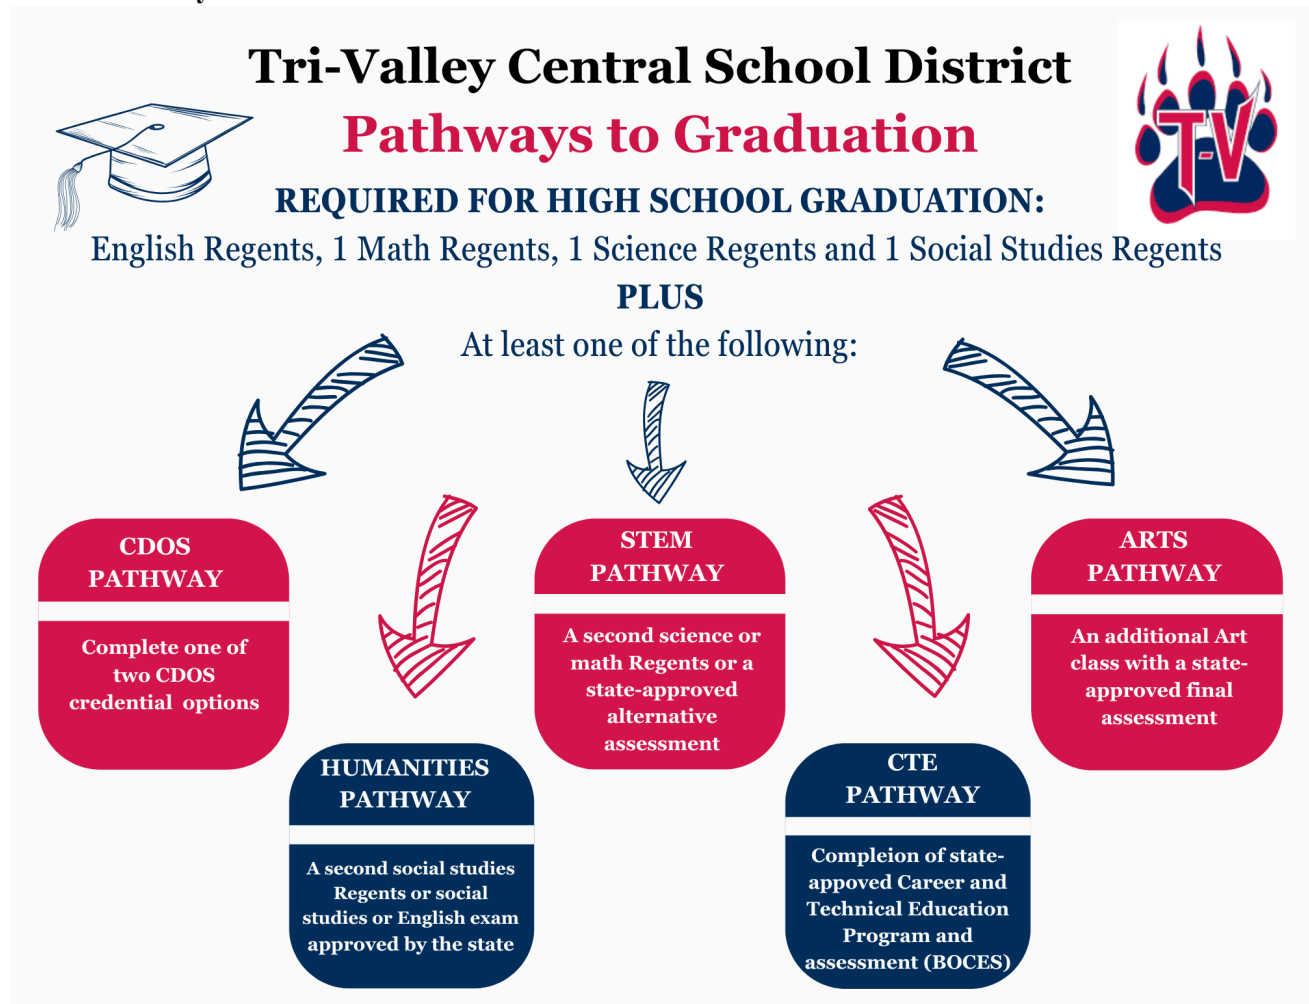 Tri-Valley Central School District
T-V
Pathways to Graduation
REQUIRED FOR HIGH SCHOOL GRADUATION:
English Regents, 1 Math Regents, 1 Science Regents and 1 Social Studies Regents
PLUS
At least one of the following:
CDOS
PATHWAY
Complete one of
two CDOS
credential options
HUMANITIES
PATHWAY
A second social studies
Regents or social
studies or English exam
approved by the state
STEM
PATHWAY
A second science or
math Regents or a
state-approved
alternative
assessment
CTE
PATHWAY
Compleion of state-
appoved Career and
Technical Education
Program and
assessment (BOCES)
ARTS
PATHWAY
An additional Art
class with a state-
approved final
assessment